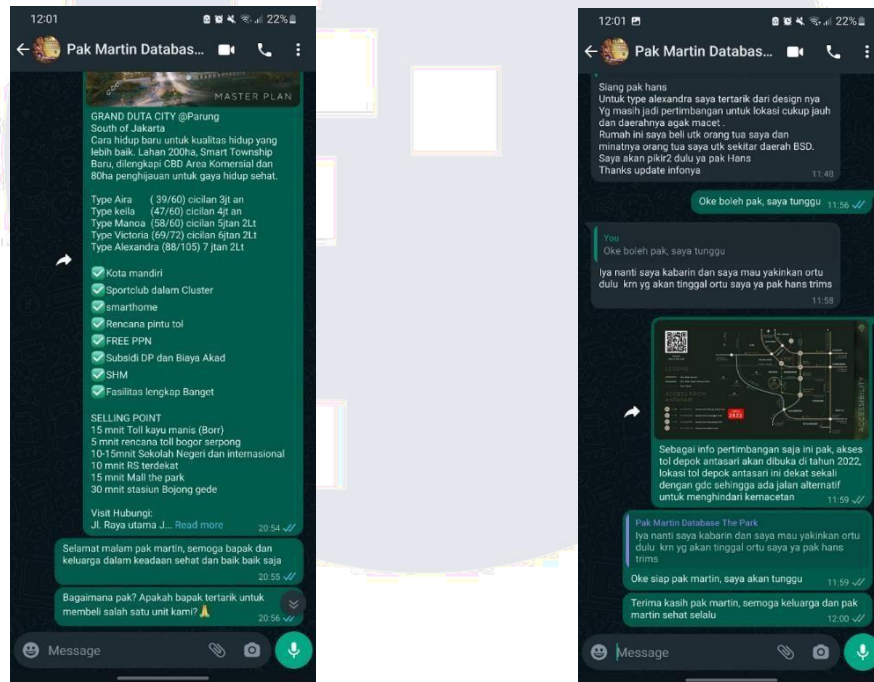 12:01
22%
Pak Martin Databas...
MASTER PLAN
GRAND DUTA CITY @Parung
South of Jakarta
Cara hidup baru untuk kualitas hidup yang
lebih baik. Lahan 200ha, Smart Township
Baru, dilengkapi CBD Area Komersial dan
80ha penghijauan untuk gaya hidup sehat.
Type Aira ( 39/60) cicilan 3jt an
Type keila (47/60) cicilan 4jt an
Type Manoa (58/60) cicilan 5jtan 2Lt
Type Victoria (69/72) cicilan 6jtan 2Lt
Type Alexandra (88/105) 7 jtan 2Lt
Kota mandiri
Sportclub dalam Cluster
smarthome
Rencana pintu tol
FREE PPN
Subsidi DP dan Biaya Akad
SHM
Fasilitas lengkap Banget
SELLING POINT
15 mnit Toll kayu manis (Borr)
5 mnit rencana toll bogor serpong
10-15mnit Sekolah Negeri dan internasional
10 mnit RS terdekat
15 mnit Mall the park
30 mnit stasiun Bojong gede
Visit Hubungi:
Jl. Raya utama J... Read more
20:54
Selamat malam pak martin, semoga bapak dan
keluarga dalam keadaan sehat dan baik baik saja
20:55
Bagaimana pak? Apakah bapak tertarik untuk
membeli salah satu unit kami?
20:56
Message
12:01
22%
Pak Martin Databas...
Siang pak hans
Untuk type alexandra saya tertarik dari design nya
Yg masih jadi pertimbangan untuk lokasi cukup jauh
dan daerahnya agak macet .
Rumah ini saya beli utk orang tua saya dan
minatnya orang tua saya utk sekitar daerah BSD.
Saya akan pikir2 dulu ya pak Hans
Thanks update infonya
11:48
Oke boleh pak, saya tunggu 11:56
You
Oke boleh pak, saya tunggu
Iya nanti saya kabarin dan saya mau yakinkan ortu
dulu krn yg akan tinggal ortu saya ya pak hans trims
11:58
LEGEND
ACCESS FROM
ANTASARI
2022
ACCESSIBILITY
Sebagai info pertimbangan saja ini pak, akses
tol depok antasari akan dibuka di tahun 2022,
lokasi tol depok antasari ini dekat sekali
dengan gdc sehingga ada jalan alternatif
untuk menghindari kemacetan 11:59
Pak Martin Database The Park
Iya nanti saya kabarin dan saya mau yakinkan ortu
dulu krn yg akan tinggal ortu saya ya pak hans
trims
Oke siap pak martin, saya akan tunggu 11:59
Terima kasih pak martin, semoga keluarga dan pak
martin sehat selalu 12:00
Message